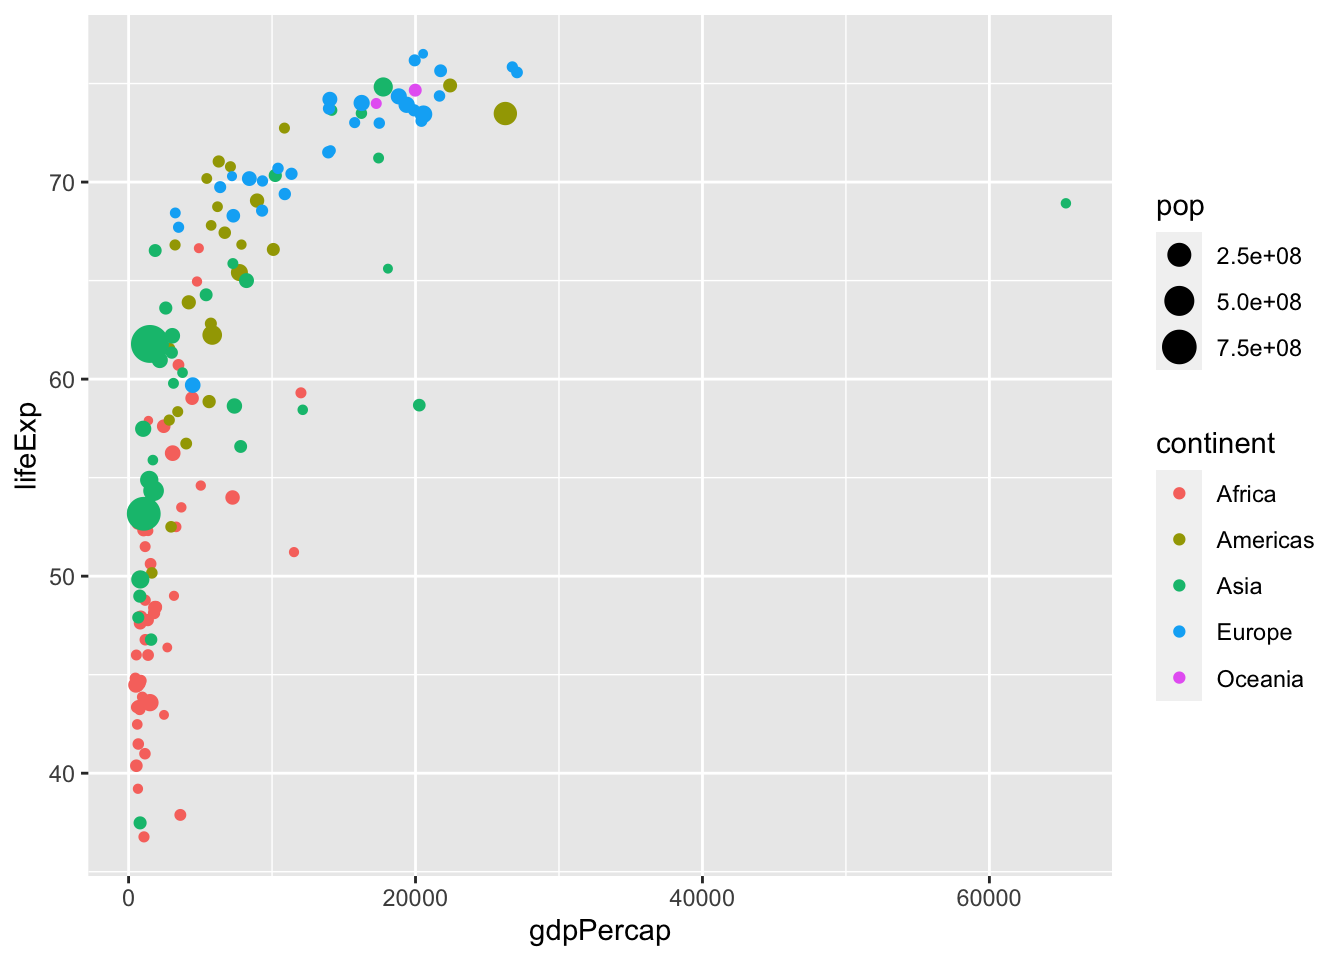 lifeExp
70
60
50
40
0
20000
40000
60000
gdpPercap
pop
2.5e+08
5.0e+08
7.5e+08
continent
Africa
Americas
Asia
Europe
Oceania